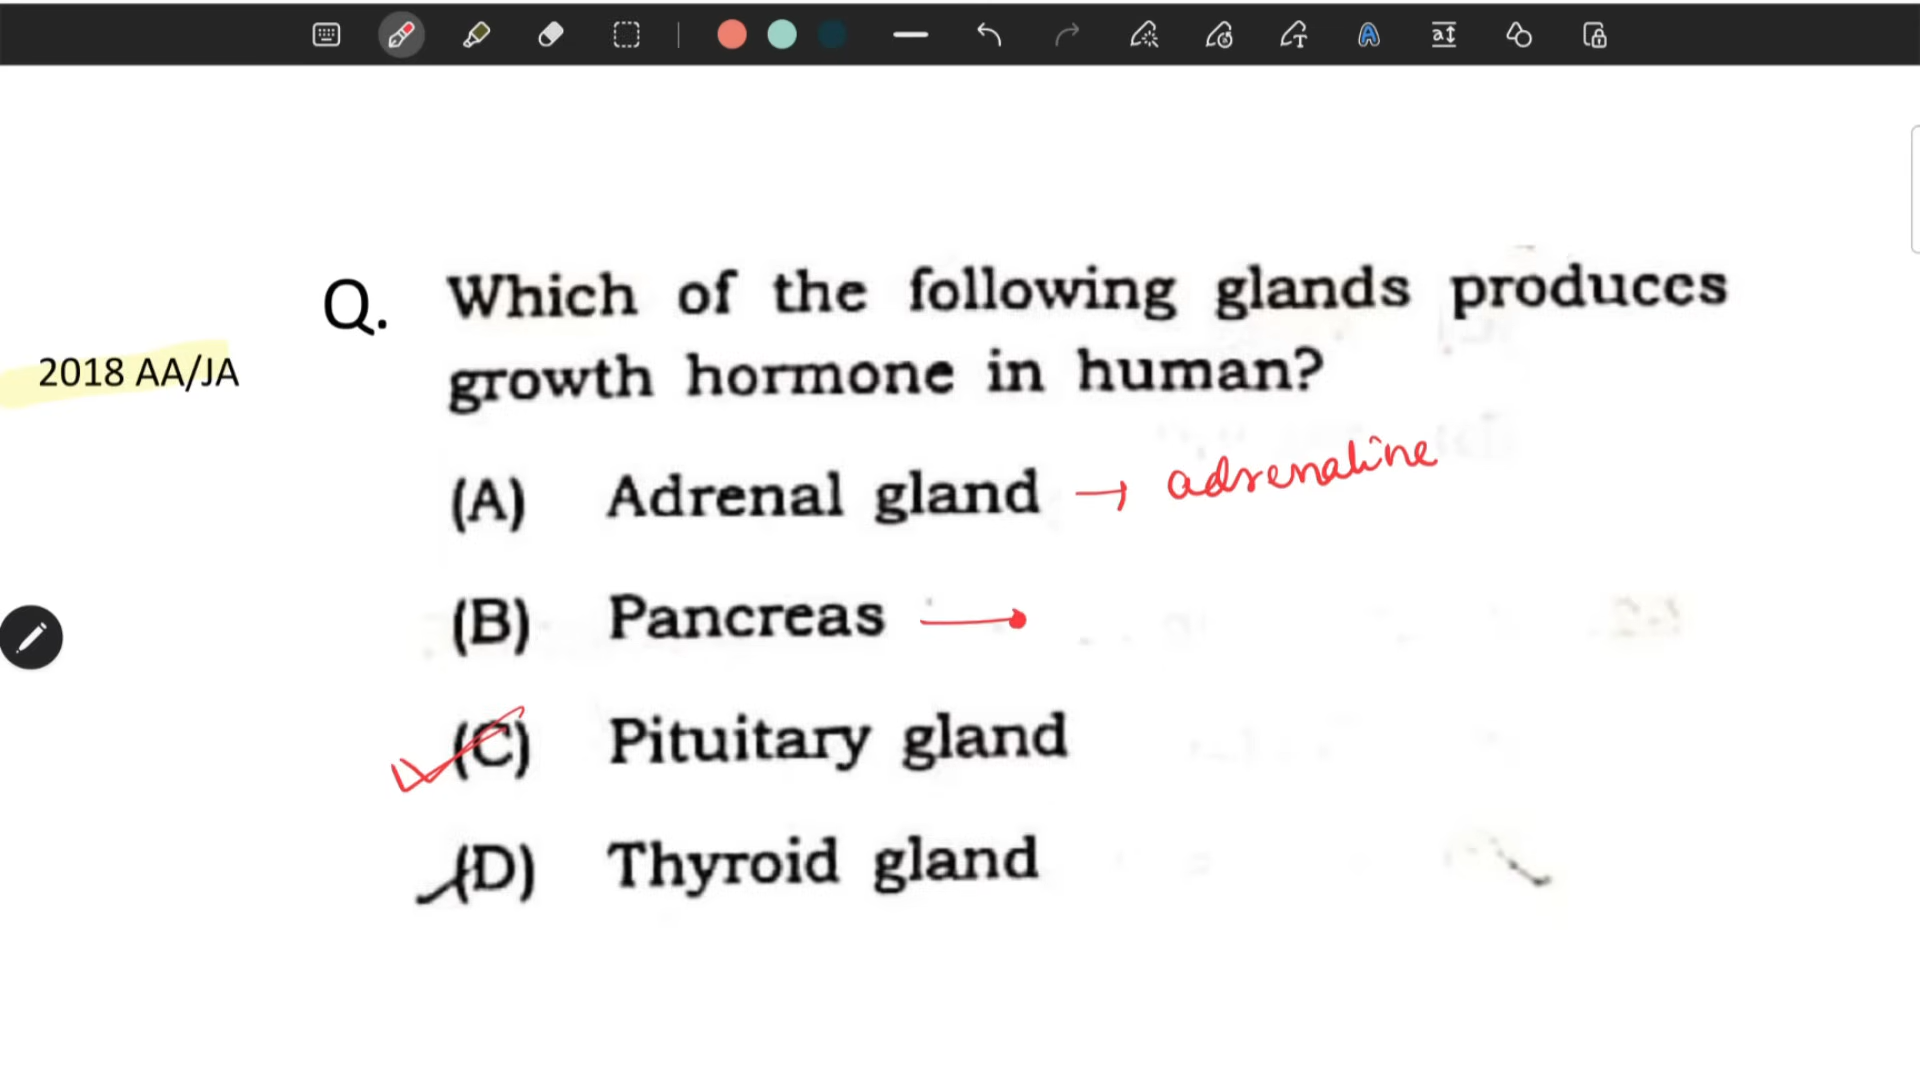 Q. Which of the following glands produces
2018 AA/JA
growth hormone in human?
(A) Adrenal gland → adrenaline
(B) Pancreas
(C) Pituitary gland
(D) Thyroid gland